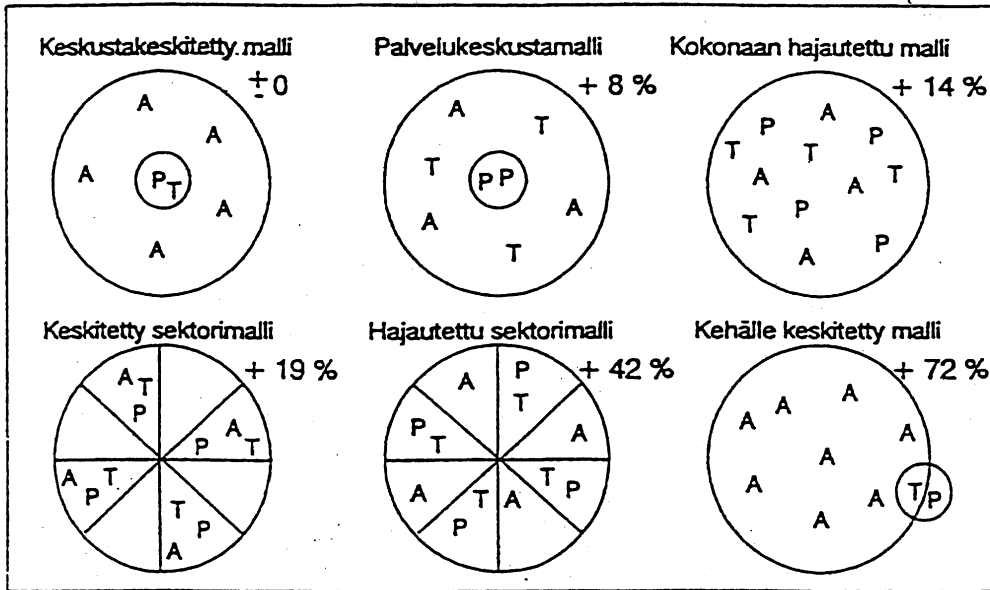 Keskustakeskitetty malli
± 0
A
A
A
P T
A
A
Palvelukeskustamalli
+ 8 %
A
T
T
P P
A
A
T
Kokonaan hajautettu malli
+ 14 %
A
P
P
T
T
T
A
A
P
T
P
A
Keskitetty sektorimalli
+ 19 %
A T
P
A
P T
A T
P
T
P
A
Hajautettu sektorimalli
+ 42 %
P
A
T
P T
A
T
P
A
T A
P
Kehälle keskitetty malli
+ 72 %
A
A
A
A
A
A
A
T P
A